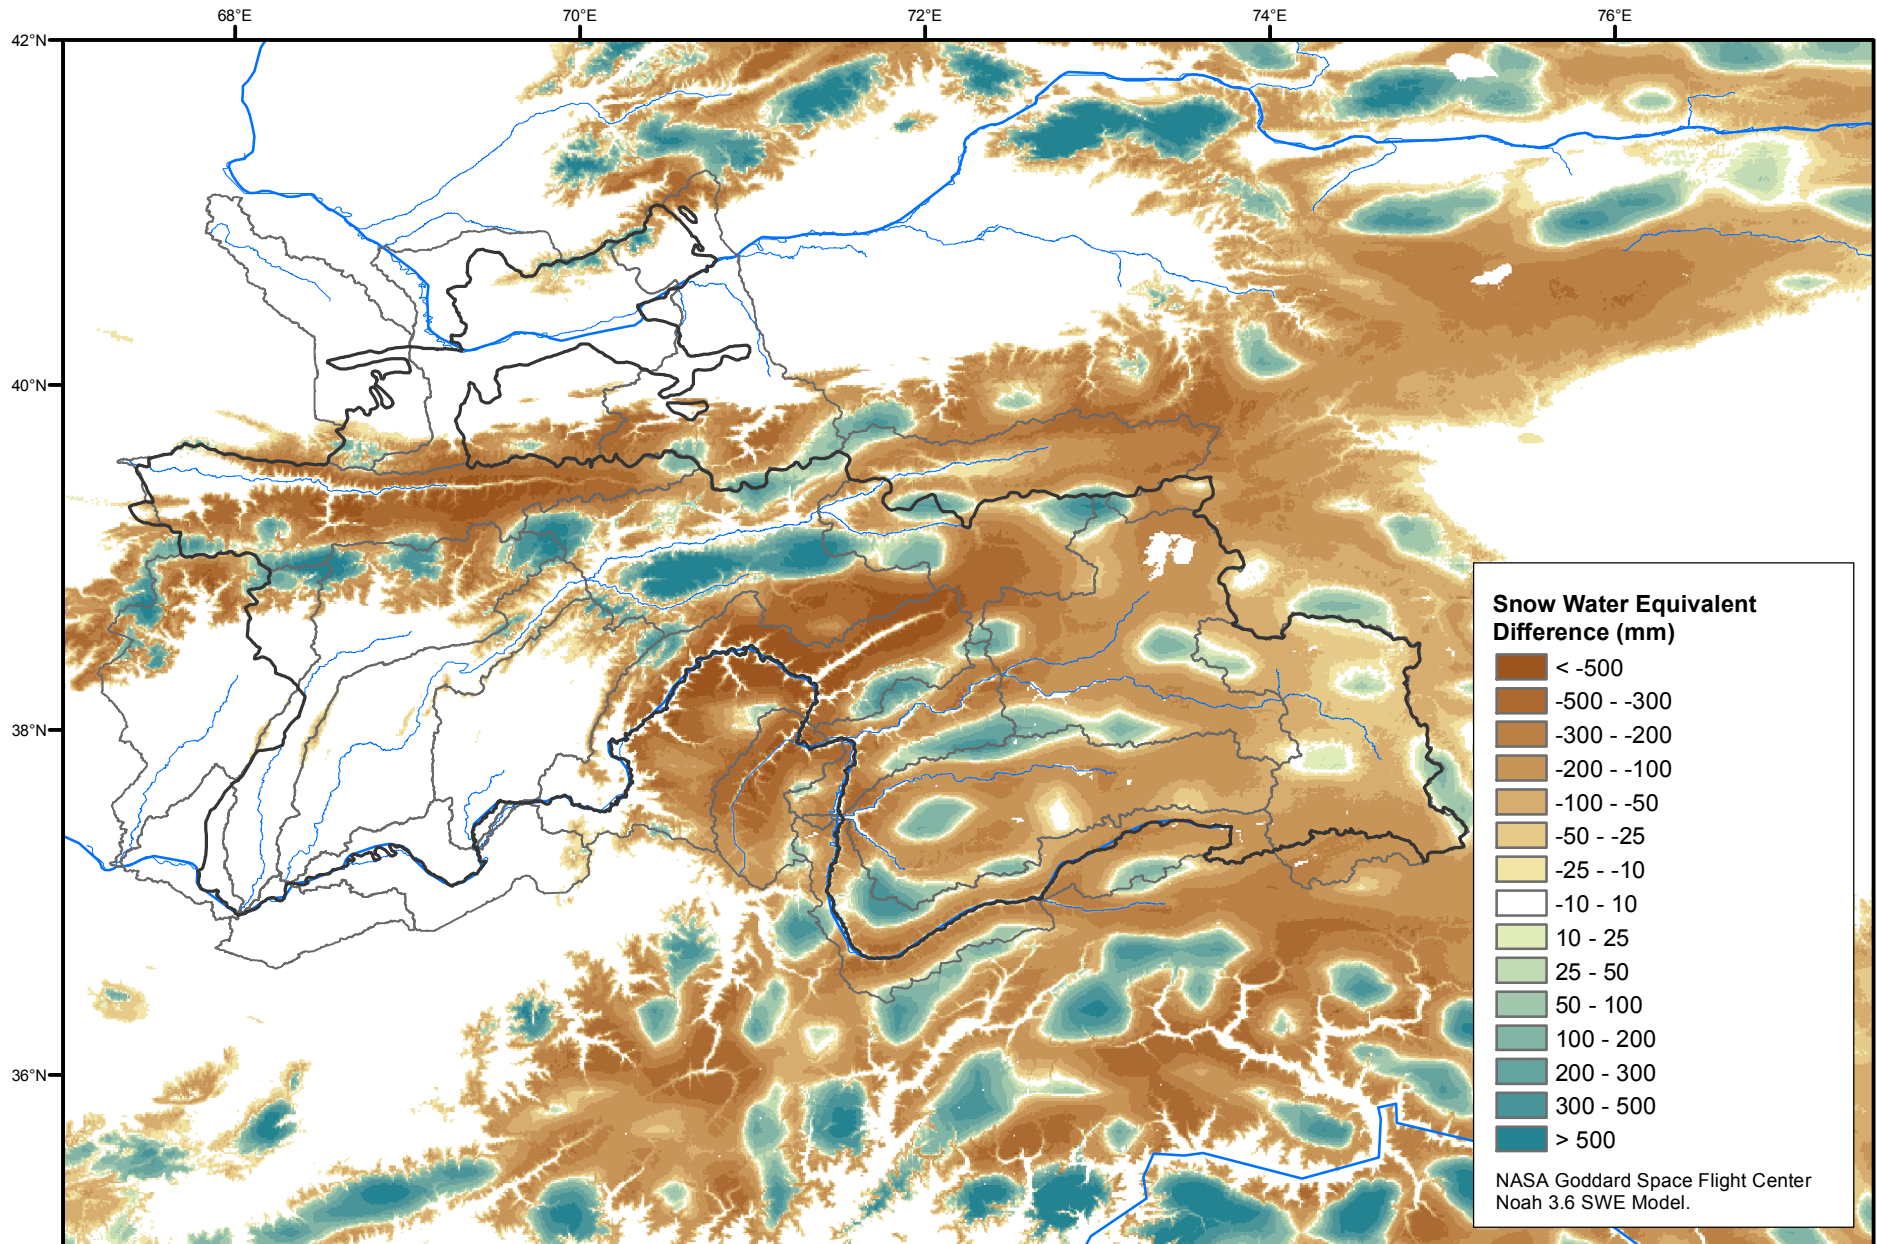 68°E
70°E
72°E
74°E
76°E
42°N
40°N
38°N
36°N
Snow Water Equivalent
Difference (mm)
< -500
-500 - -300
-300 - -200
-200 - -100
-100 - -50
-50 - -25
-25 - -10
-10 - 10
10 - 25
25 - 50
50 - 100
100 - 200
200 - 300
300 - 500
> 500
NASA Goddard Space Flight Center
Noah 3.6 SWE Model.